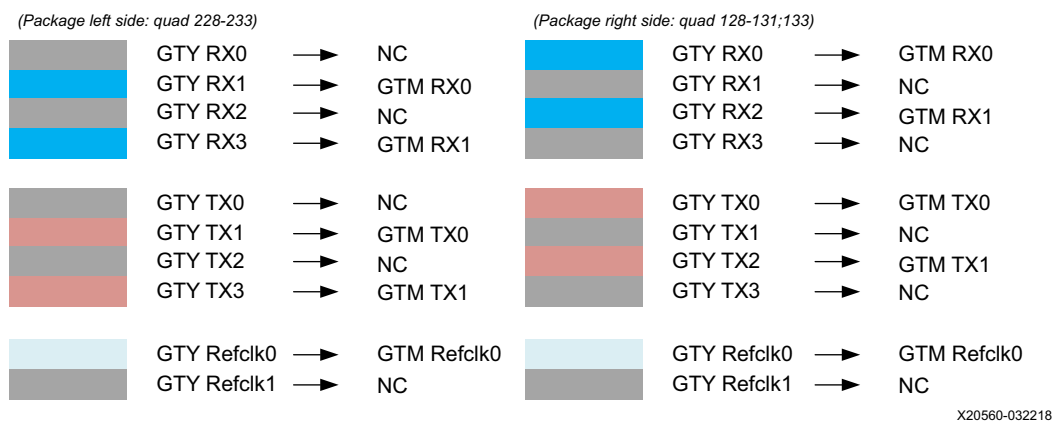 (Package left side: quad 228-233)
GTY RX0 NC
GTY RX1 GTM RX0
GTY RX2 NC
GTY RX3 GTM RX1
GTY TX0 NC
GTY TX1 GTM TX0
GTY TX2 NC
GTY TX3 GTM TX1
GTY Refclk0 GTM Refclk0
GTY Refclk1 NC
(Package right side: quad 128-131;133)
GTY RX0 GTM RX0
GTY RX1 NC
GTY RX2 GTM RX1
GTY RX3 NC
GTY TX0 GTM TX0
GTY TX1 NC
GTY TX2 GTM TX1
GTY TX3 NC
GTY Refclk0 GTM Refclk0
GTY Refclk1 NC
X20560-032218